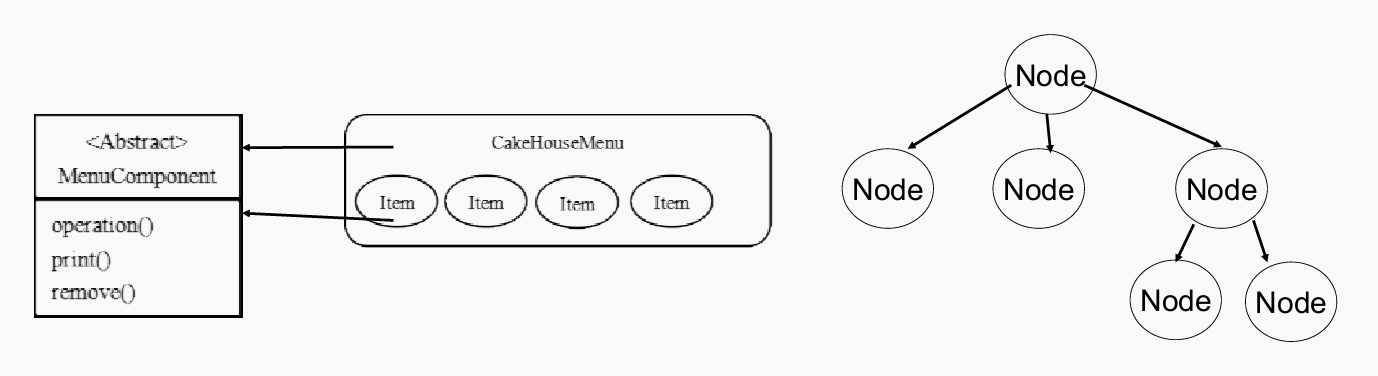 <Abstract>
MenuComponent
operation()
print()
remove()
CakeHouseMenu
Item Item Item Item
Node
Node Node Node
Node Node